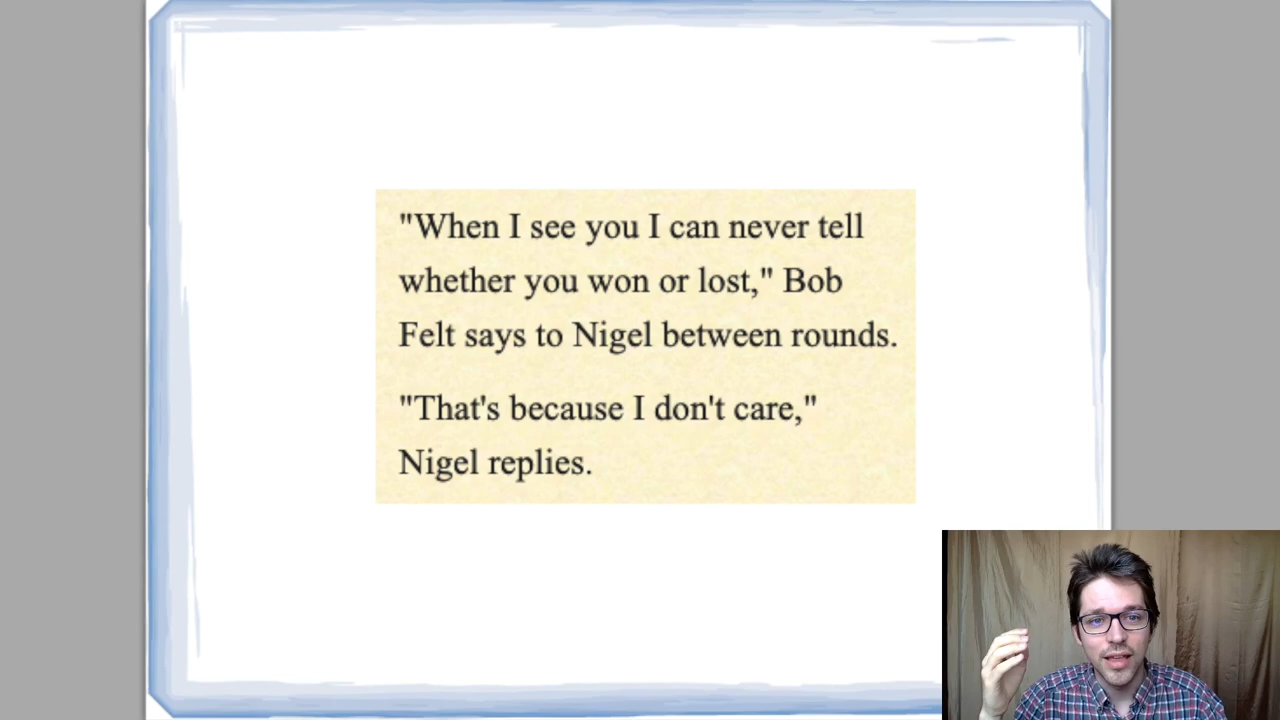 "When I see you I can never tell
whether you won or lost," Bob
Felt says to Nigel between rounds.
"That's because I don't care,"
Nigel replies.